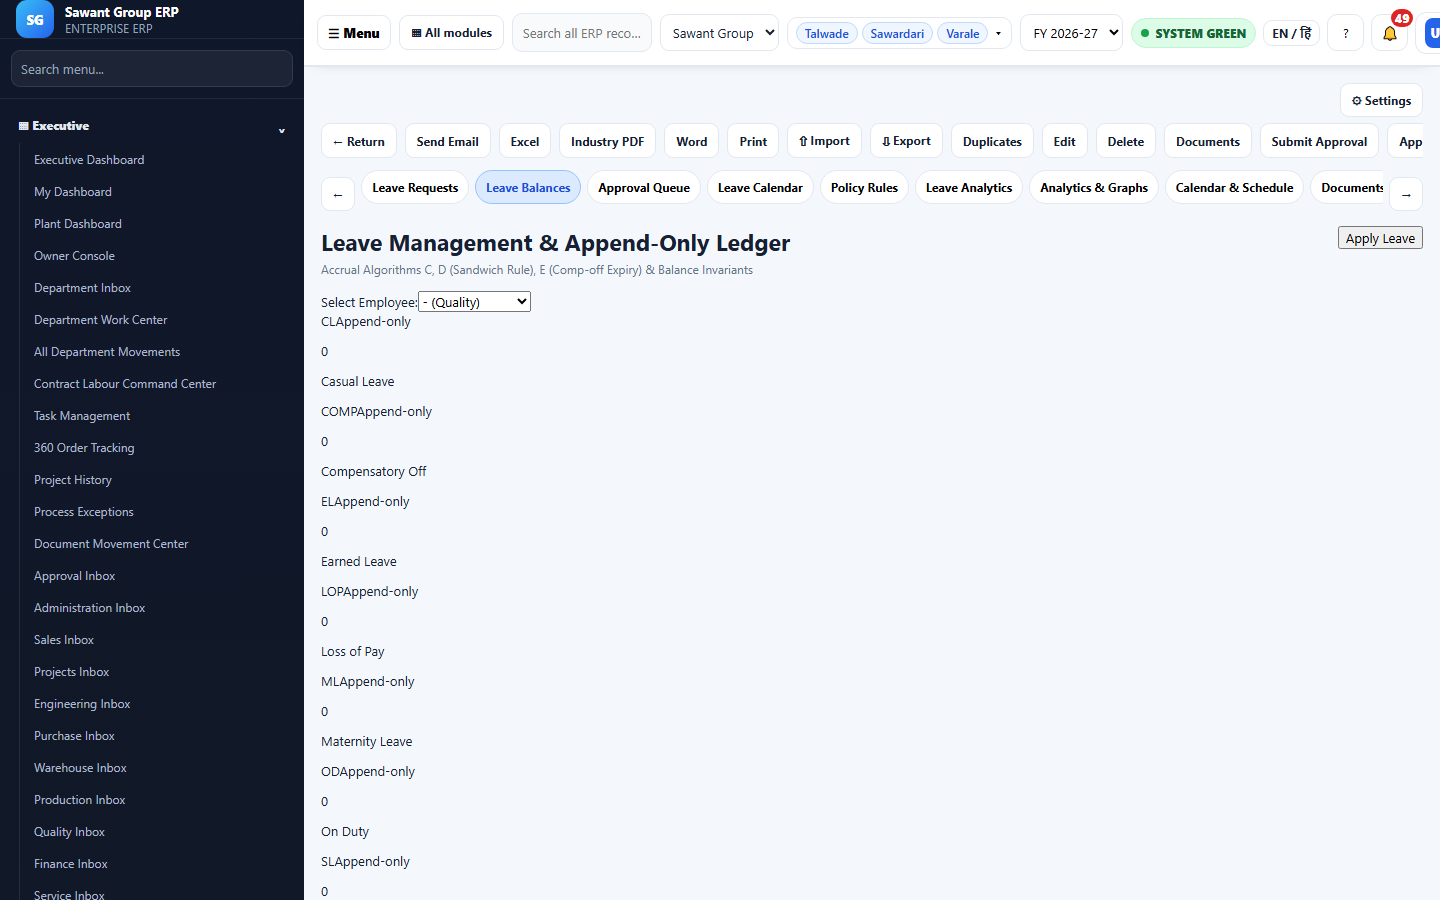 SG
Sawant Group ERP
ENTERPRISE ERP
Search menu...
Executive
Executive Dashboard
My Dashboard
Plant Dashboard
Owner Console
Department Inbox
Department Work Center
All Department Movements
Contract Labour Command Center
Task Management
360 Order Tracking
Project History
Process Exceptions
Document Movement Center
Approval Inbox
Administration Inbox
Sales Inbox
Projects Inbox
Engineering Inbox
Purchase Inbox
Warehouse Inbox
Production Inbox
Quality Inbox
Finance Inbox
Service Inbox
☰ Menu
All modules
Search all ERP reco...
Sawant Group
Talwade
Sawardari
Varale
FY 2026-27
SYSTEM GREEN
EN / हिं
?
49
U
⚙ Settings
← Return
Send Email
Excel
Industry PDF
Word
Print
⇧ Import
⇩ Export
Duplicates
Edit
Delete
Documents
Submit Approval
App
←
Leave Requests
Leave Balances
Approval Queue
Leave Calendar
Policy Rules
Leave Analytics
Analytics & Graphs
Calendar & Schedule
Documents
→
Leave Management & Append-Only Ledger
Apply Leave
Accrual Algorithms C, D (Sandwich Rule), E (Comp-off Expiry) & Balance Invariants
Select Employee: - (Quality)
CLAppend-only
0
Casual Leave
COMPAppend-only
0
Compensatory Off
ELAppend-only
0
Earned Leave
LOPAppend-only
0
Loss of Pay
MLAppend-only
0
Maternity Leave
ODAppend-only
0
On Duty
SLAppend-only
0